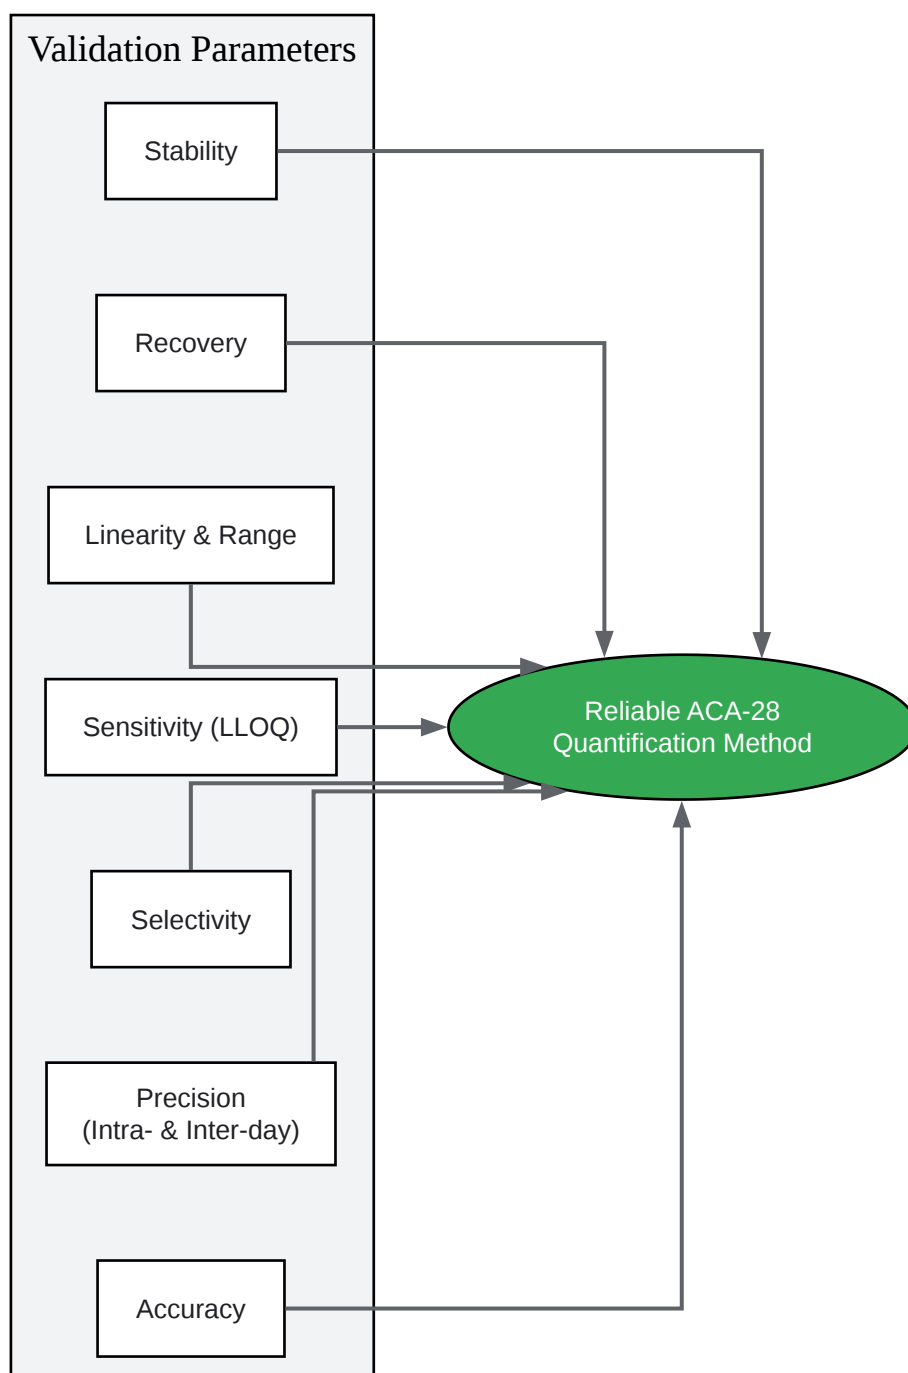 Validation Parameters
Stability
Recovery
Linearity & Range
Sensitivity (LLOQ)
Reliable ACA-28
Quantification Method
Selectivity
Precision
(Intra- & Inter-day)
Accuracy